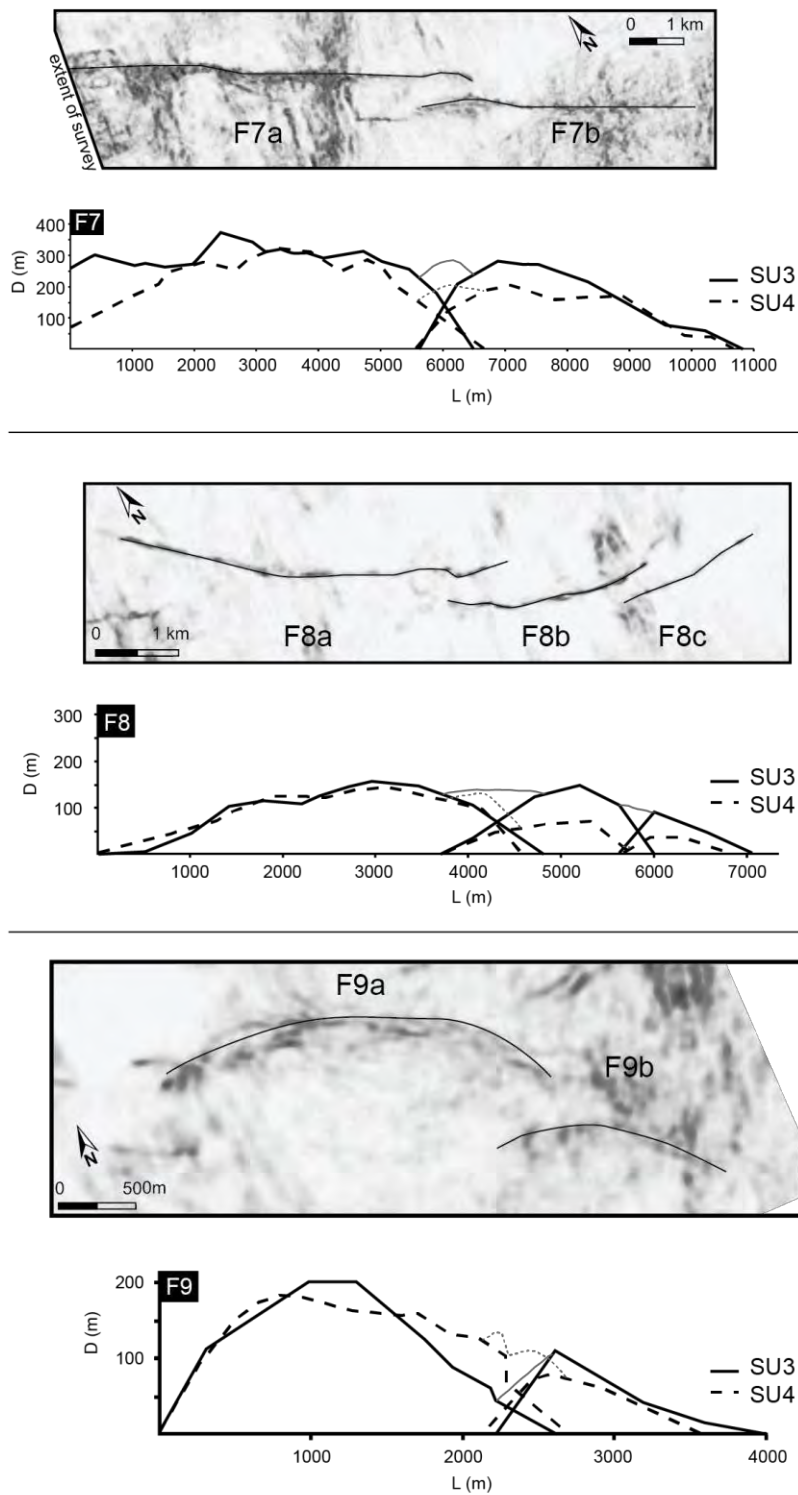 0 1 km
N
extent of survey
F7a
F7b
F7
D (m)
400
300
200
100
SU3
SU4
1000 2000 3000 4000 5000 6000 7000 8000 9000 10000 11000
L (m)
N
F8a
F8b
F8c
0 1 km
F8
D (m)
300
200
100
SU3
SU4
1000 2000 3000 4000 5000 6000 7000
L (m)
F9a
F9b
N
0 500m
F9
D (m)
200
100
SU3
SU4
1000 2000 3000 4000
L (m)